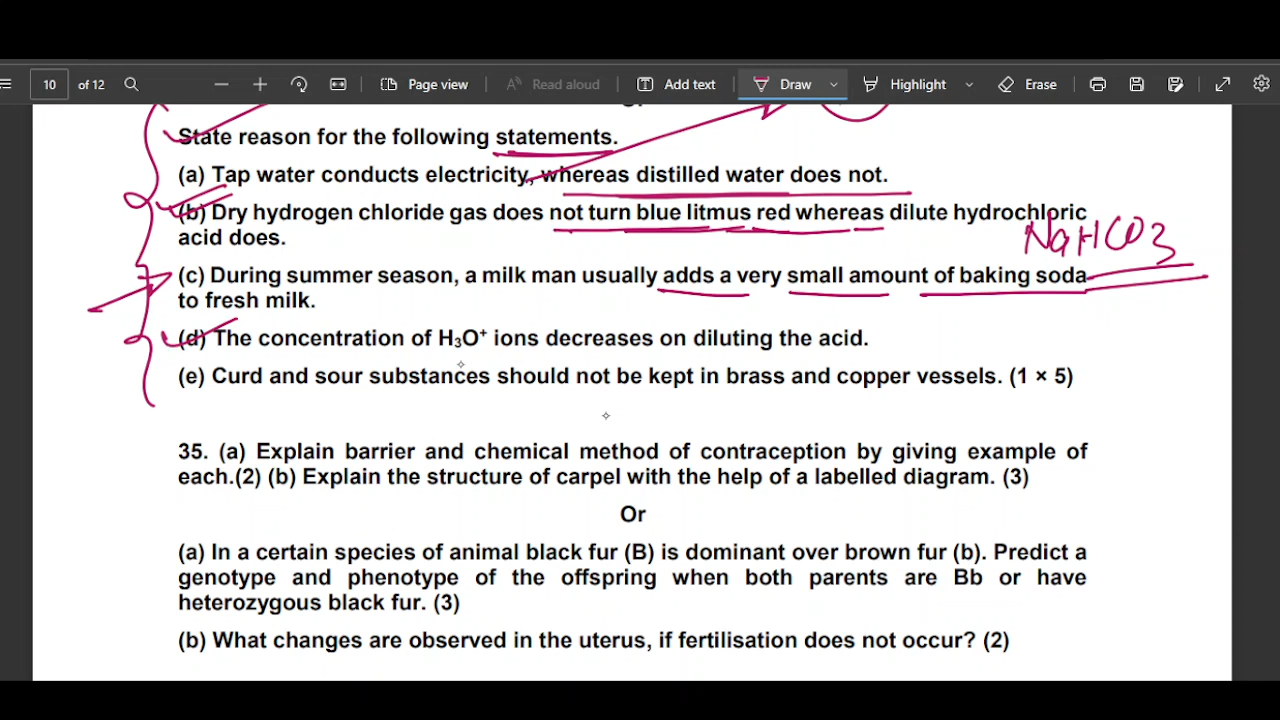 10 of 12 Page view Read aloud Add text Draw Highlight Erase
State reason for the following statements.
(a) Tap water conducts electricity, whereas distilled water does not.
(b) Dry hydrogen chloride gas does not turn blue litmus red whereas dilute hydrochloric
acid does.
NaHCO3
(c) During summer season, a milk man usually adds a very small amount of baking soda
to fresh milk.
(d) The concentration of H₃O⁺ ions decreases on diluting the acid.
(e) Curd and sour substances should not be kept in brass and copper vessels. (1 × 5)
35. (a) Explain barrier and chemical method of contraception by giving example of
each.(2) (b) Explain the structure of carpel with the help of a labelled diagram. (3)
Or
(a) In a certain species of animal black fur (B) is dominant over brown fur (b). Predict a
genotype and phenotype of the offspring when both parents are Bb or have
heterozygous black fur. (3)
(b) What changes are observed in the uterus, if fertilisation does not occur? (2)